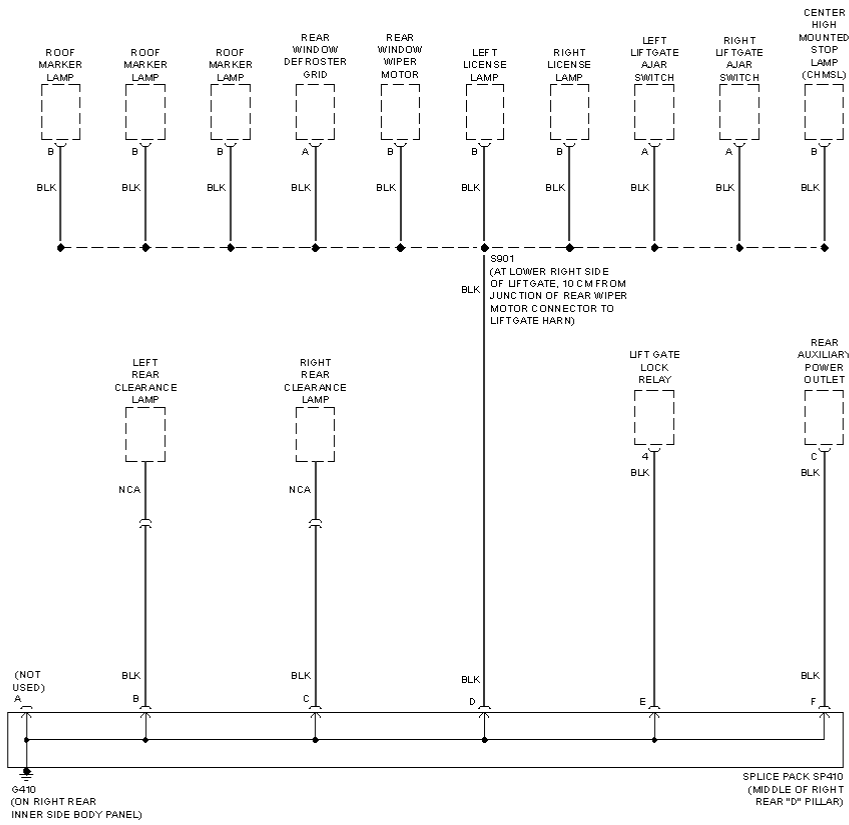 ROOF
MARKER
LAMP
ROOF
MARKER
LAMP
ROOF
MARKER
LAMP
REAR
WINDOW
DEFROSTER
GRID
REAR
WINDOW
WIPER
MOTOR
LEFT
LICENSE
LAMP
RIGHT
LICENSE
LAMP
LEFT
LIFTGATE
AJAR
SWITCH
RIGHT
LIFTGATE
AJAR
SWITCH
CENTER
HIGH
MOUNTED
STOP
LAMP
(CHMSL)
B
B
B
A
B
B
B
A
A
B
BLK
BLK
BLK
BLK
BLK
BLK
BLK
BLK
BLK
BLK
S901
(AT LOWER RIGHT SIDE
OF LIFTGATE, 10 CM FROM
JUNCTION OF REAR WIPER
MOTOR CONNECTOR TO
LIFTGATE HARN)
BLK
LEFT
REAR
CLEARANCE
LAMP
RIGHT
REAR
CLEARANCE
LAMP
LIFT GATE
LOCK
RELAY
REAR
AUXILIARY
POWER
OUTLET
4
C
BLK
BLK
NCA
NCA
(NOT
USED)
A
BLK
B
BLK
C
BLK
D
E
BLK
F
G410
(ON RIGHT REAR
INNER SIDE BODY PANEL)
SPLICE PACK SP410
(MIDDLE OF RIGHT
REAR "D" PILLAR)